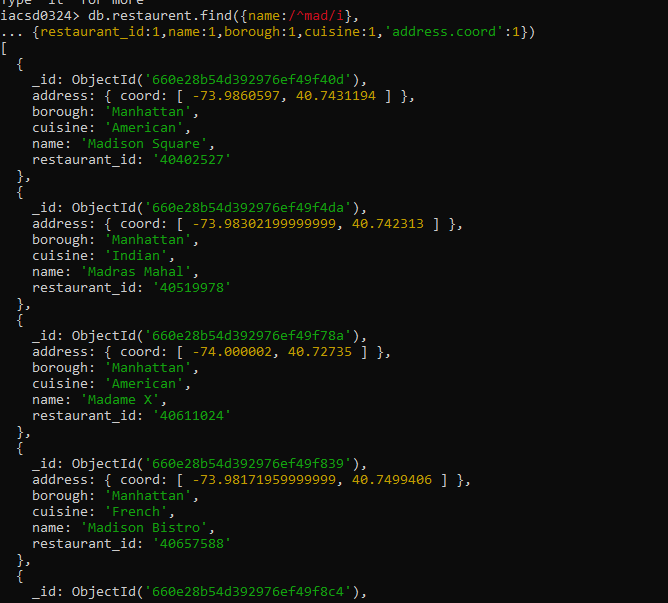 Type "it" for more
iacsd0324> db.restaurent.find({name:/^mad/i},
... {restaurant_id:1,name:1,borough:1,cuisine:1,'address.coord':1})
[
  {
    _id: ObjectId('660e28b54d392976ef49f40d'),
    address: { coord: [ -73.9860597, 40.7431194 ] },
    borough: 'Manhattan',
    cuisine: 'American',
    name: 'Madison Square',
    restaurant_id: '40402527'
  },
  {
    _id: ObjectId('660e28b54d392976ef49f4da'),
    address: { coord: [ -73.98302199999999, 40.742313 ] },
    borough: 'Manhattan',
    cuisine: 'Indian',
    name: 'Madras Mahal',
    restaurant_id: '40519978'
  },
  {
    _id: ObjectId('660e28b54d392976ef49f78a'),
    address: { coord: [ -74.000002, 40.72735 ] },
    borough: 'Manhattan',
    cuisine: 'American',
    name: 'Madame X',
    restaurant_id: '40611024'
  },
  {
    _id: ObjectId('660e28b54d392976ef49f839'),
    address: { coord: [ -73.98171959999999, 40.7499406 ] },
    borough: 'Manhattan',
    cuisine: 'French',
    name: 'Madison Bistro',
    restaurant_id: '40657588'
  },
  {
    _id: ObjectId('660e28b54d392976ef49f8c4'),